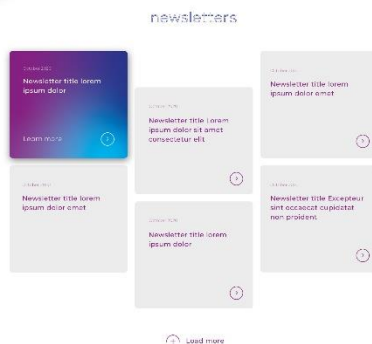 newsletters
October 2020
Newsletter title lorem
ipsum dolor
Learn more
Newsletter title Lorem
ipsum dolor sit amet
consectetur elit
Newsletter title lorem
ipsum dolor amet
Newsletter title lorem
ipsum dolor amet
Newsletter title lorem
ipsum dolor
Newsletter title Excepteur
sint occaecat cupidatat
non proident
Load more